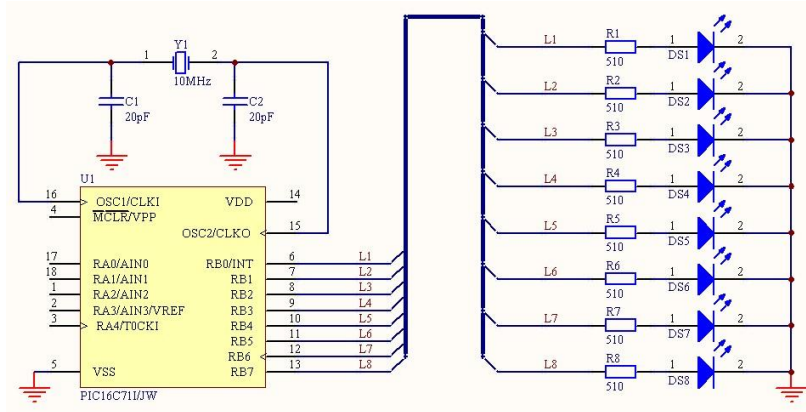 Y1
1
2
10MHz
C1
20pF
C2
20pF
U1
16
OSC1/CLKI
VDD
14
4
MCLR/VPP
OSC2/CLKO
15
17
RA0/AIN0
RB0/INT
6
L1
18
RA1/AIN1
RB1
7
L2
1
RA2/AIN2
RB2
8
L3
2
RA3/AIN3/VREF
RB3
9
L4
3
RA4/T0CKI
RB4
10
L5
RB5
11
L6
RB6
12
L7
5
VSS
RB7
13
L8
PIC16C71I/JW
L1
R1
510
1
DS1
2
L2
R2
510
1
DS2
2
L3
R3
510
1
DS3
2
L4
R4
510
1
DS4
2
L5
R5
510
1
DS5
2
L6
R6
510
1
DS6
2
L7
R7
510
1
DS7
2
L8
R8
510
1
DS8
2